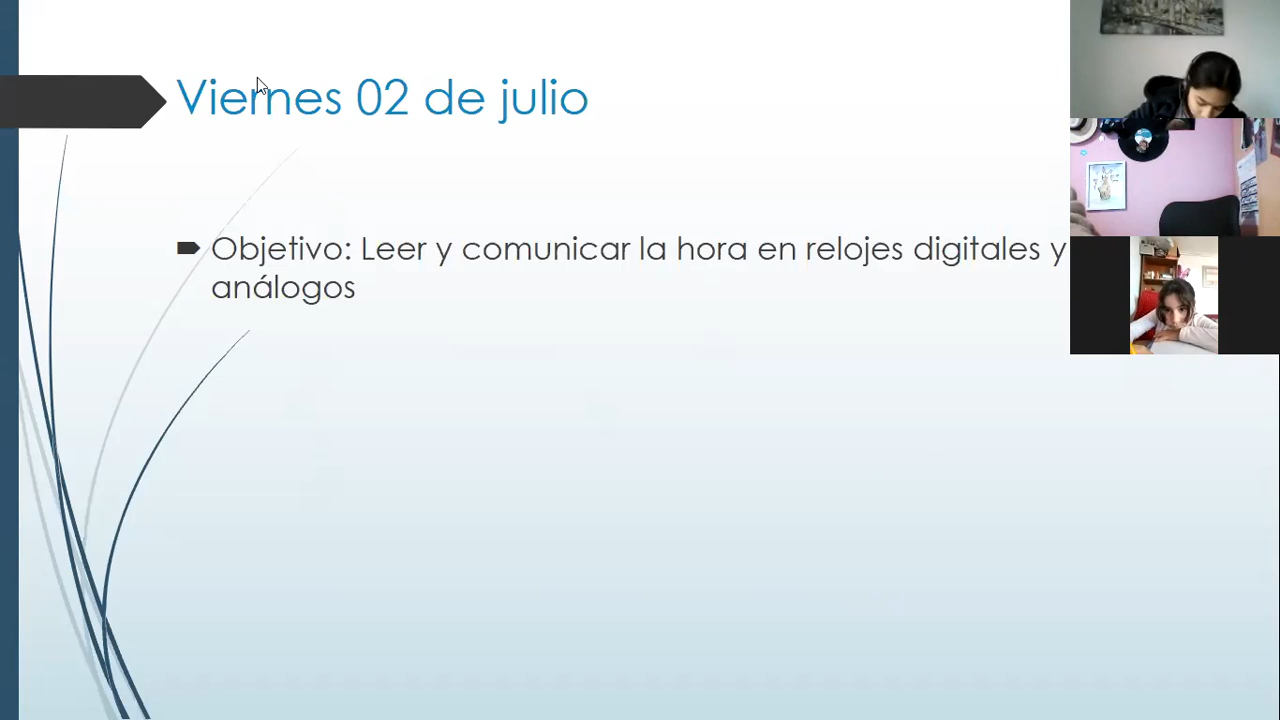 Viernes 02 de julio
Objetivo: Leer y comunicar la hora en relojes digitales y
análogos